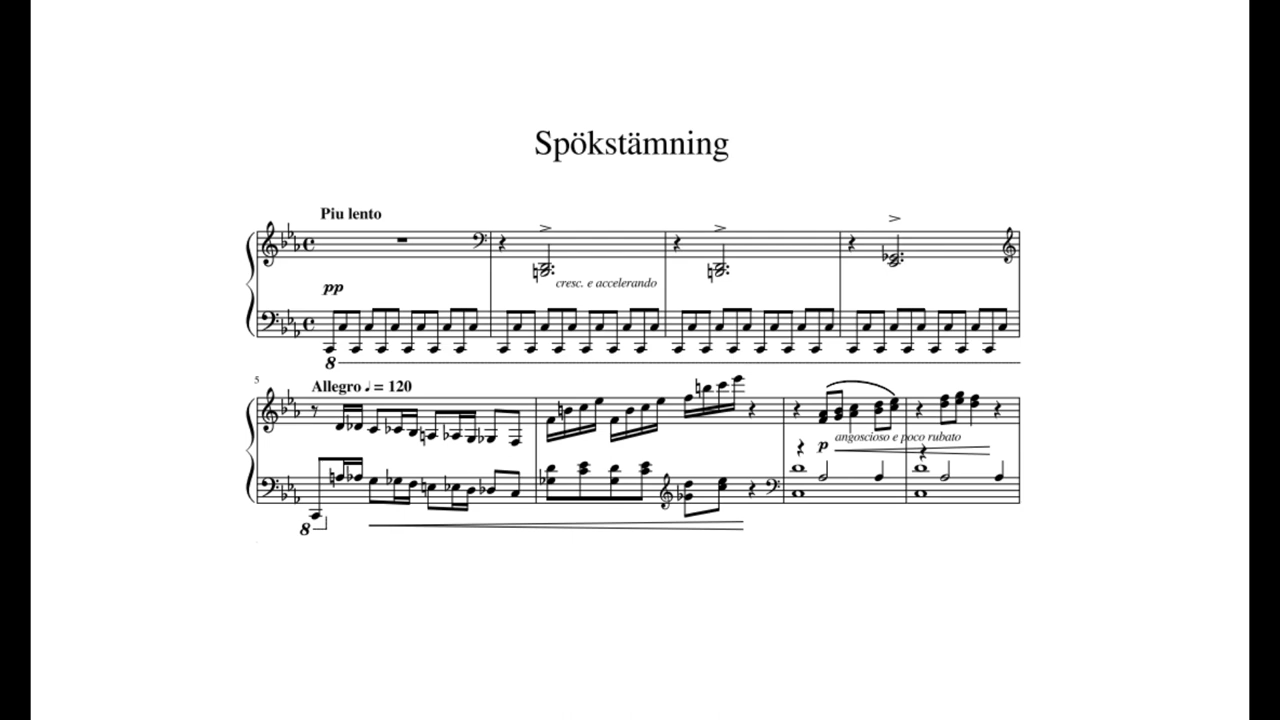 Spökstämning
Piu lento
pp
cresc. e accelerando
8
5
Allegro ♩ = 120
p
angoscioso e poco rubato
8